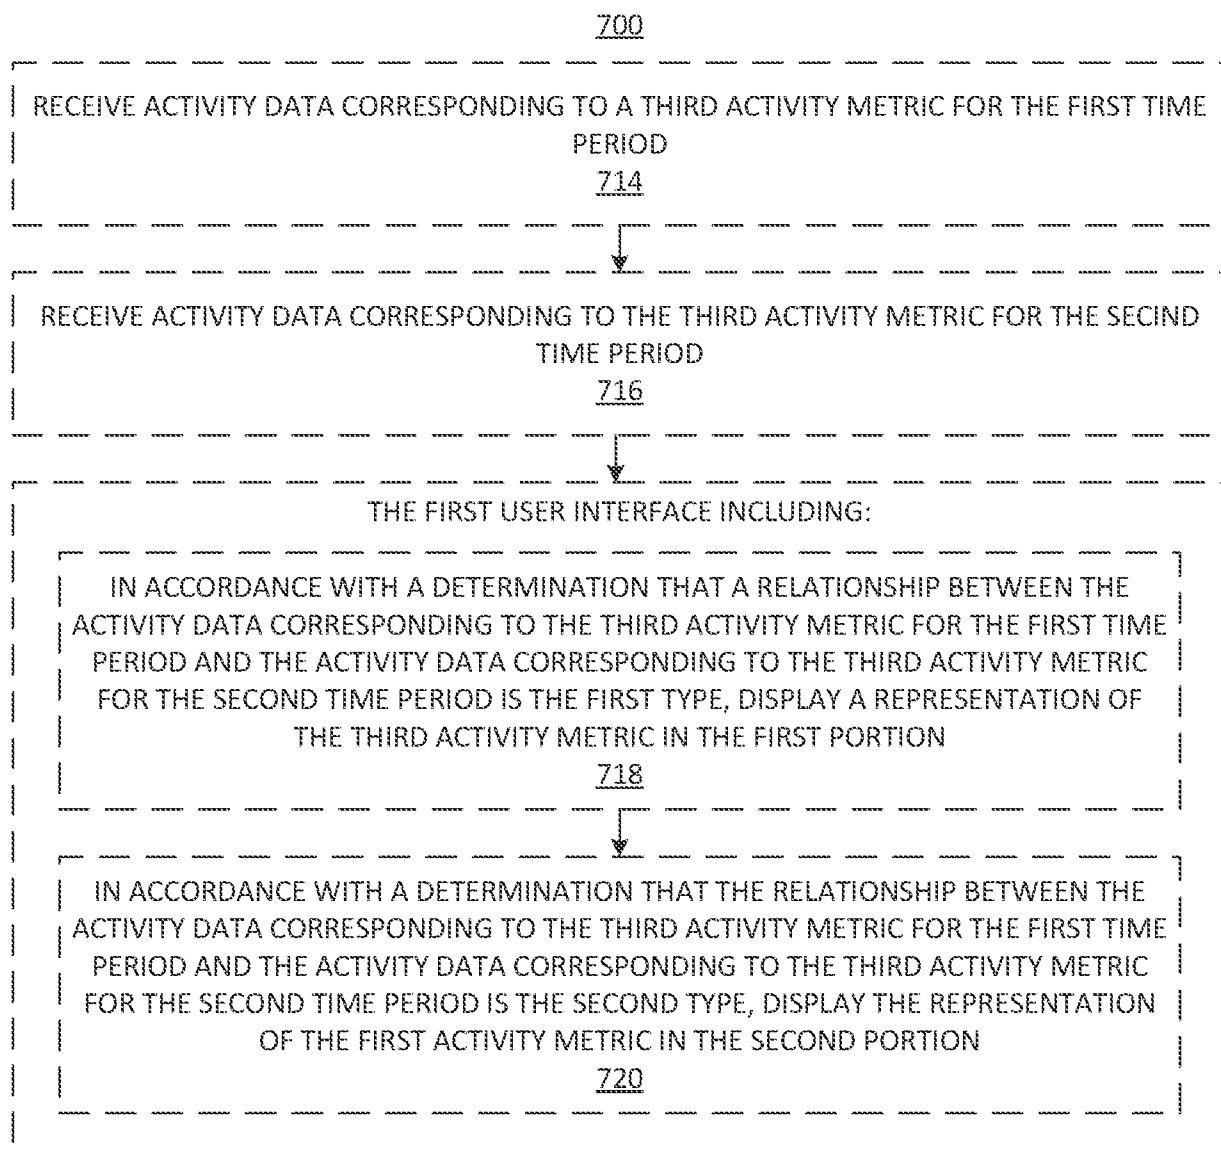 700
RECEIVE ACTIVITY DATA CORRESPONDING TO A THIRD ACTIVITY METRIC FOR THE FIRST TIME
PERIOD
714
RECEIVE ACTIVITY DATA CORRESPONDING TO THE THIRD ACTIVITY METRIC FOR THE SECIND
TIME PERIOD
716
THE FIRST USER INTERFACE INCLUDING:
IN ACCORDANCE WITH A DETERMINATION THAT A RELATIONSHIP BETWEEN THE
ACTIVITY DATA CORRESPONDING TO THE THIRD ACTIVITY METRIC FOR THE FIRST TIME
PERIOD AND THE ACTIVITY DATA CORRESPONDING TO THE THIRD ACTIVITY METRIC
FOR THE SECOND TIME PERIOD IS THE FIRST TYPE, DISPLAY A REPRESENTATION OF
THE THIRD ACTIVITY METRIC IN THE FIRST PORTION
718
IN ACCORDANCE WITH A DETERMINATION THAT THE RELATIONSHIP BETWEEN THE
ACTIVITY DATA CORRESPONDING TO THE THIRD ACTIVITY METRIC FOR THE FIRST TIME
PERIOD AND THE ACTIVITY DATA CORRESPONDING TO THE THIRD ACTIVITY METRIC
FOR THE SECOND TIME PERIOD IS THE SECOND TYPE, DISPLAY THE REPRESENTATION
OF THE FIRST ACTIVITY METRIC IN THE SECOND PORTION
720